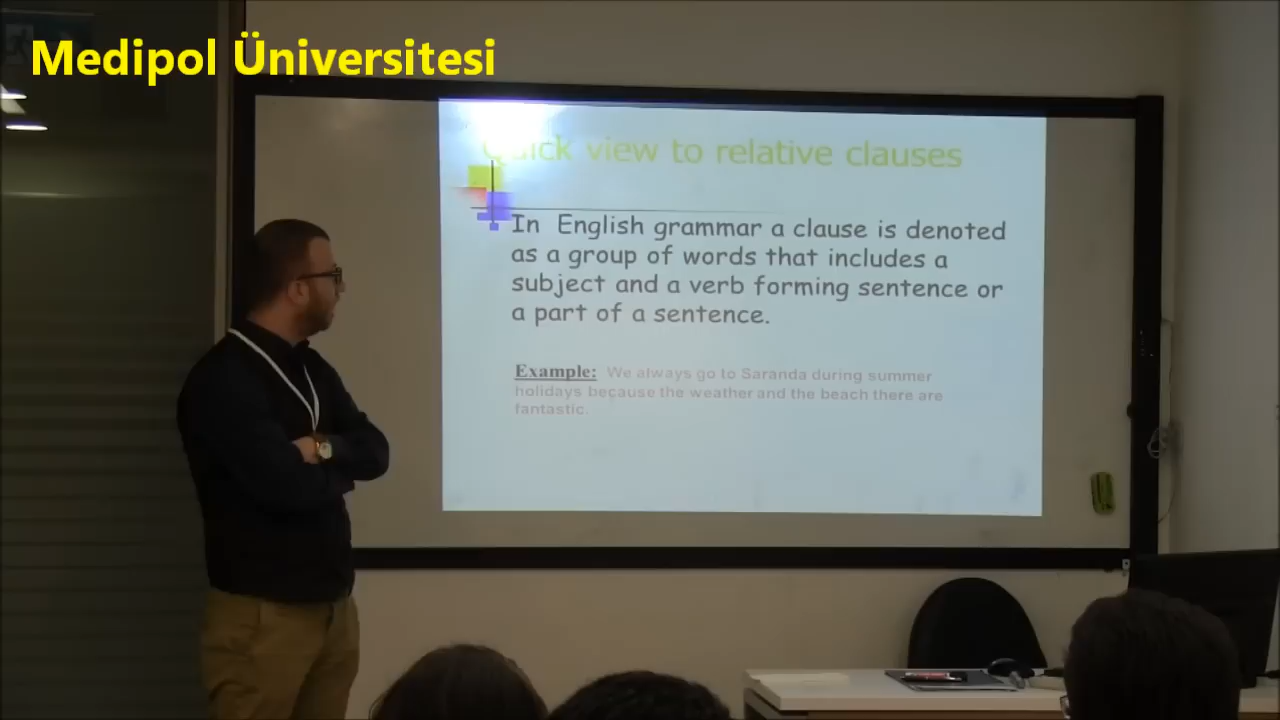 Medipol Üniversitesi
Quick view to relative clauses
In English grammar a clause is denoted
as a group of words that includes a
subject and a verb forming sentence or
a part of a sentence.
Example: We always go to Saranda during summer
holidays because the weather and the beach there are
fantastic.